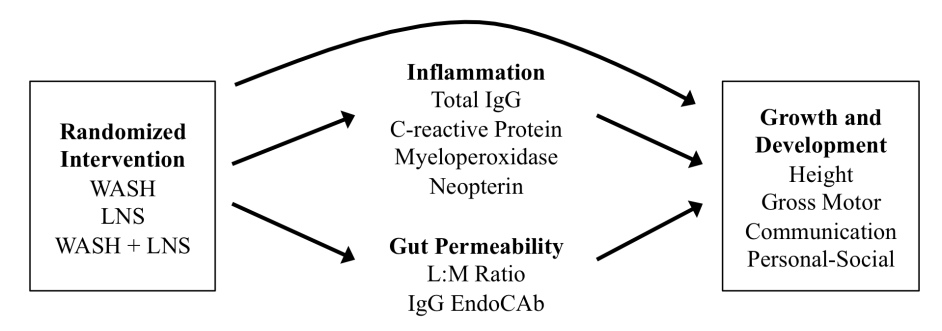 Randomized
Intervention
WASH
LNS
WASH + LNS
Inflammation
Total IgG
C-reactive Protein
Myeloperoxidase
Neopterin
Gut Permeability
L:M Ratio
IgG EndoCAb
Growth and
Development
Height
Gross Motor
Communication
Personal-Social